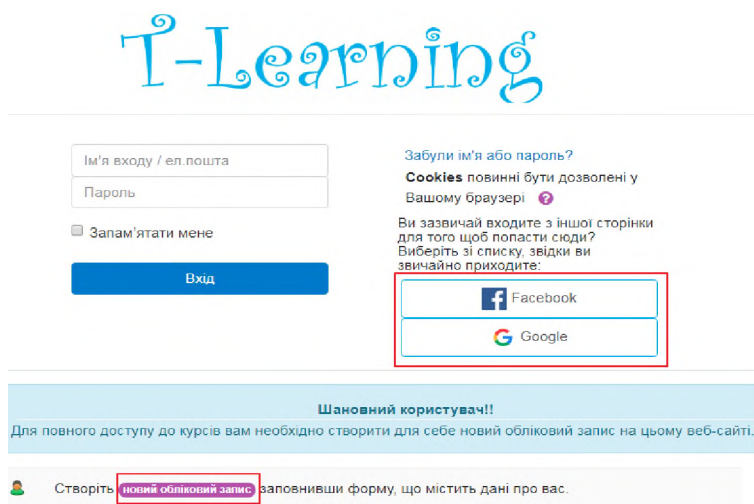 T-Learning
Ім'я входу / ел.пошта
Пароль
Запам'ятати мене
Вхід
Забули ім'я або пароль?
Cookies повинні бути дозволені у
Вашому браузері
Ви зазвичай входите з іншої сторінки
для того щоб попасти сюди?
Виберіть зі списку, звідки ви
звичайно приходите:
Facebook
Google
Шановний користувач!!
Для повного доступу до курсів вам необхідно створити для себе новий обліковий запис на цьому веб-сайті.
Створіть новий обліковий запис заповнивши форму, що містить дані про вас.